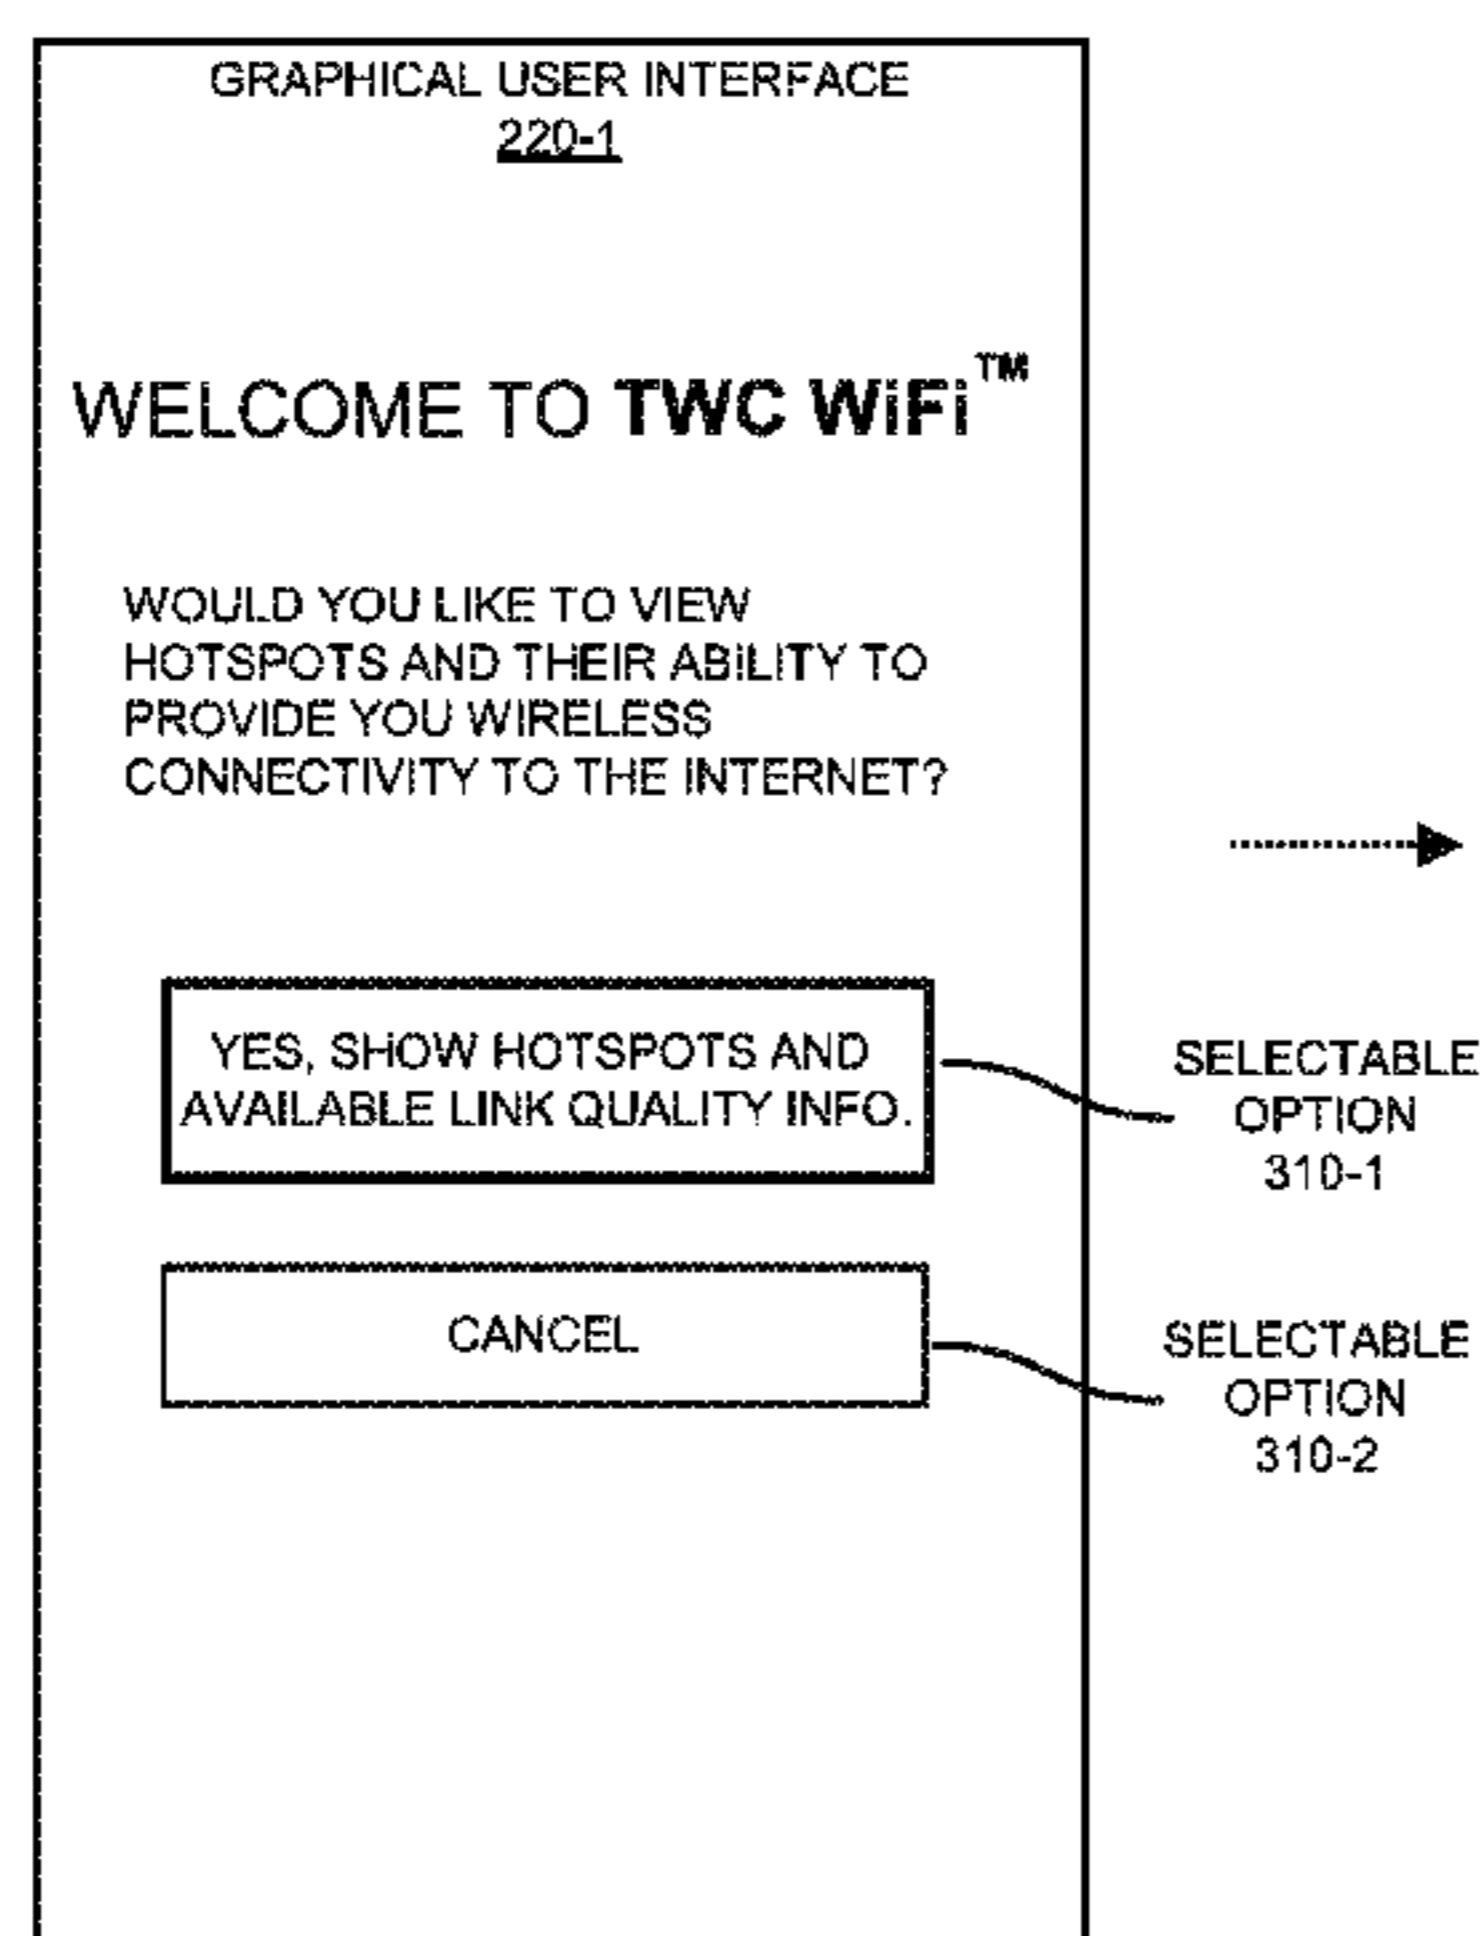 GRAPHICAL USER INTERFACE
220-1
WELCOME TO TWC WiFi™
WOULD YOU LIKE TO VIEW
HOTSPOTS AND THEIR ABILITY TO
PROVIDE YOU WIRELESS
CONNECTIVITY TO THE INTERNET?
YES, SHOW HOTSPOTS AND
AVAILABLE LINK QUALITY INFO.
SELECTABLE
OPTION
310-1
CANCEL
SELECTABLE
OPTION
310-2